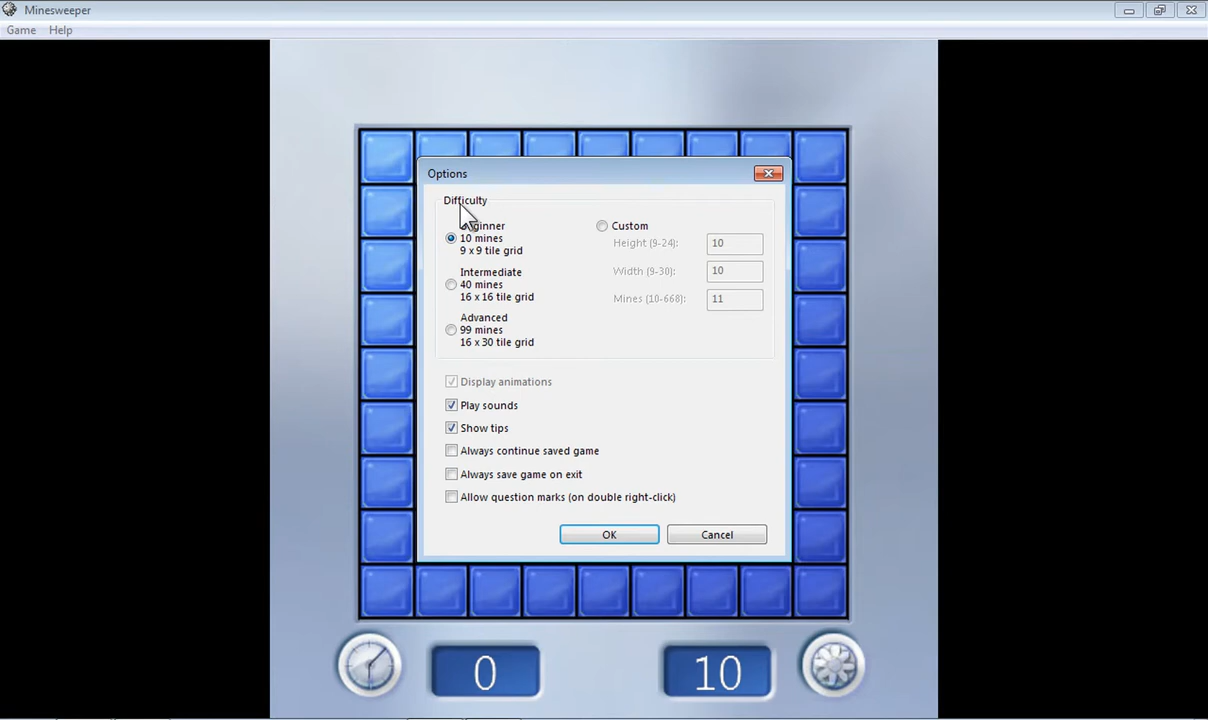 Minesweeper
Game Help
Options
Difficulty
10 mines
9 x 9 tile grid
Intermediate
40 mines
16 x 16 tile grid
Advanced
99 mines
16 x 30 tile grid
Custom
Height (9-24): 10
Width (9-30): 10
Mines (10-668): 11
Display animations
Play sounds
Show tips
Always continue saved game
Always save game on exit
Allow question marks (on double right-click)
OK Cancel
0 10